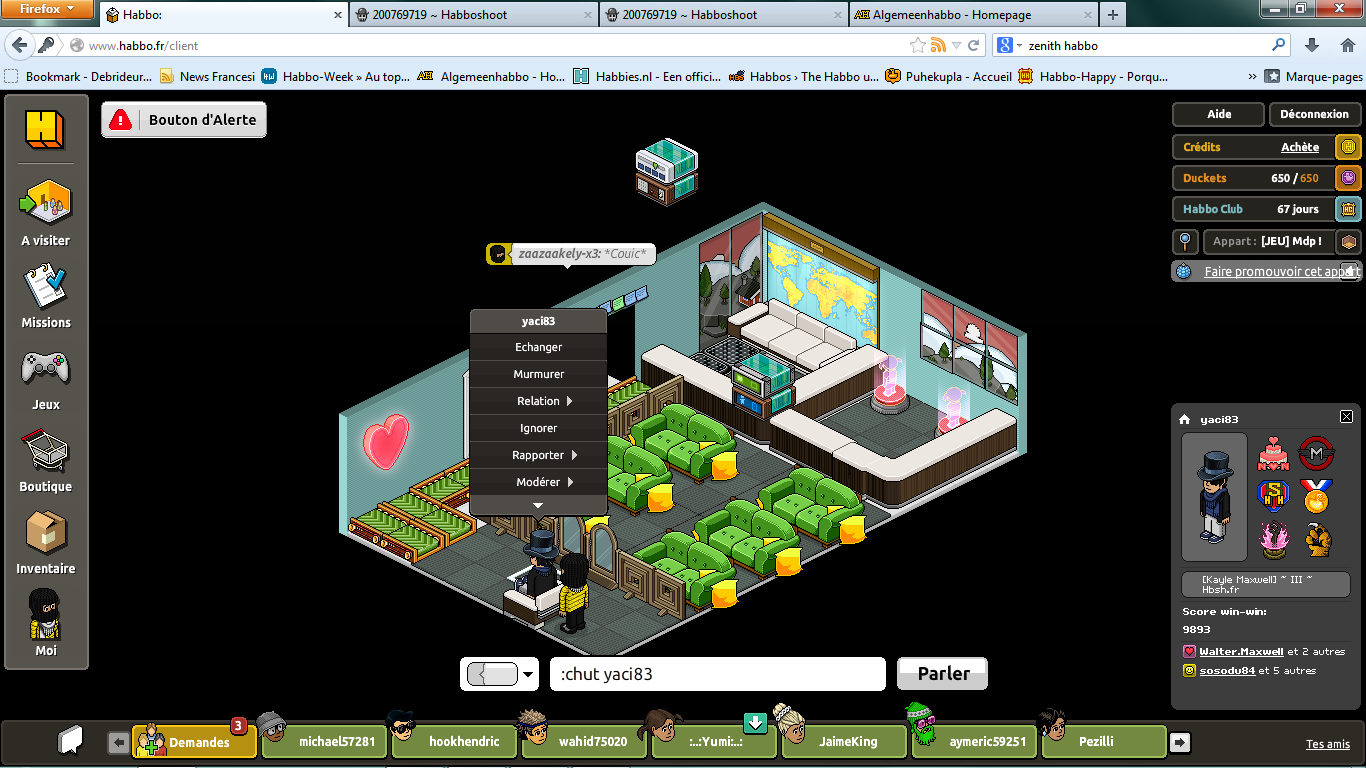 Firefox
Habbo:
200769719 ~ Habboshoot
200769719 ~ Habboshoot
Algemeenhabbo - Homepage
www.habbo.fr/client
zenith habbo
Bookmark - Debrideur...
News Francesi
Habbo-Week » Au top...
Algemeenhabbo - Ho...
Habbies.nl - Een offici...
Habbos › The Habbo u...
Puhekupla - Accueil
Habbo-Happy - Porqu...
»
Marque-pages
Bouton d'Alerte
Aide
Déconnexion
Crédits
Achète
Duckets
650 / 650
Habbo Club
67 jours
Appart : [JEU] Mdp !
Faire promouvoir cet appart
A visiter
Missions
Jeux
Boutique
Inventaire
Moi
zaazaakely-x3: *Couic*
yaci83
Echanger
Murmurer
Relation
Ignorer
Rapporter
Modérer
yaci83
[Kayle Maxwell] ~ III ~
Hbsh.fr
Score win-win:
9893
Walter.Maxwell et 2 autres
sosodu84 et 5 autres
:chut yaci83
Parler
Demandes
3
michael57281
hookhendric
wahid75020
:..:Yumi:..:
JaimeKing
aymeric59251
Pezilli
Tes amis